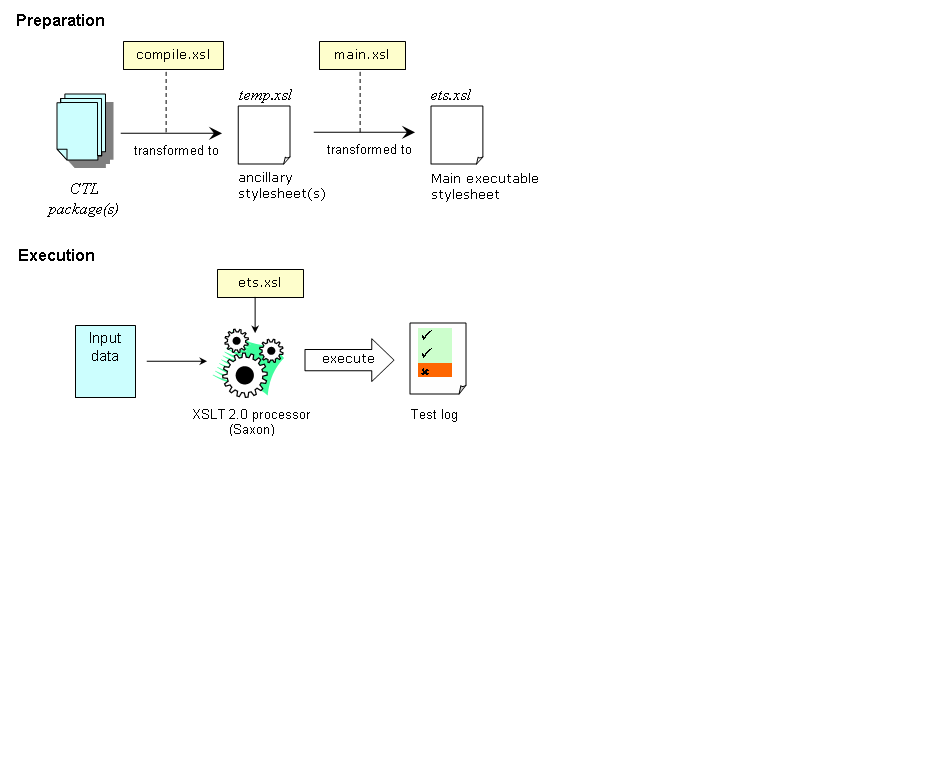 Preparation
compile.xsl
main.xsl
temp.xsl
ets.xsl
transformed to
transformed to
CTL
package(s)
ancillary
stylesheet(s)
Main executable
stylesheet
Execution
ets.xsl
Input
data
execute
XSLT 2.0 processor
(Saxon)
Test log